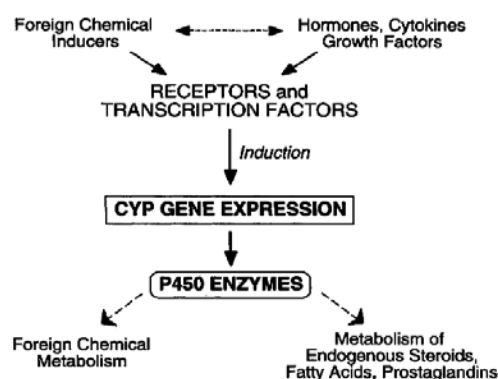 Foreign Chemical
Inducers
Hormones, Cytokines
Growth Factors
RECEPTORS and
TRANSCRIPTION FACTORS
Induction
CYP GENE EXPRESSION
P450 ENZYMES
Foreign Chemical
Metabolism
Metabolism of
Endogenous Steroids,
Fatty Acids, Prostaglandins